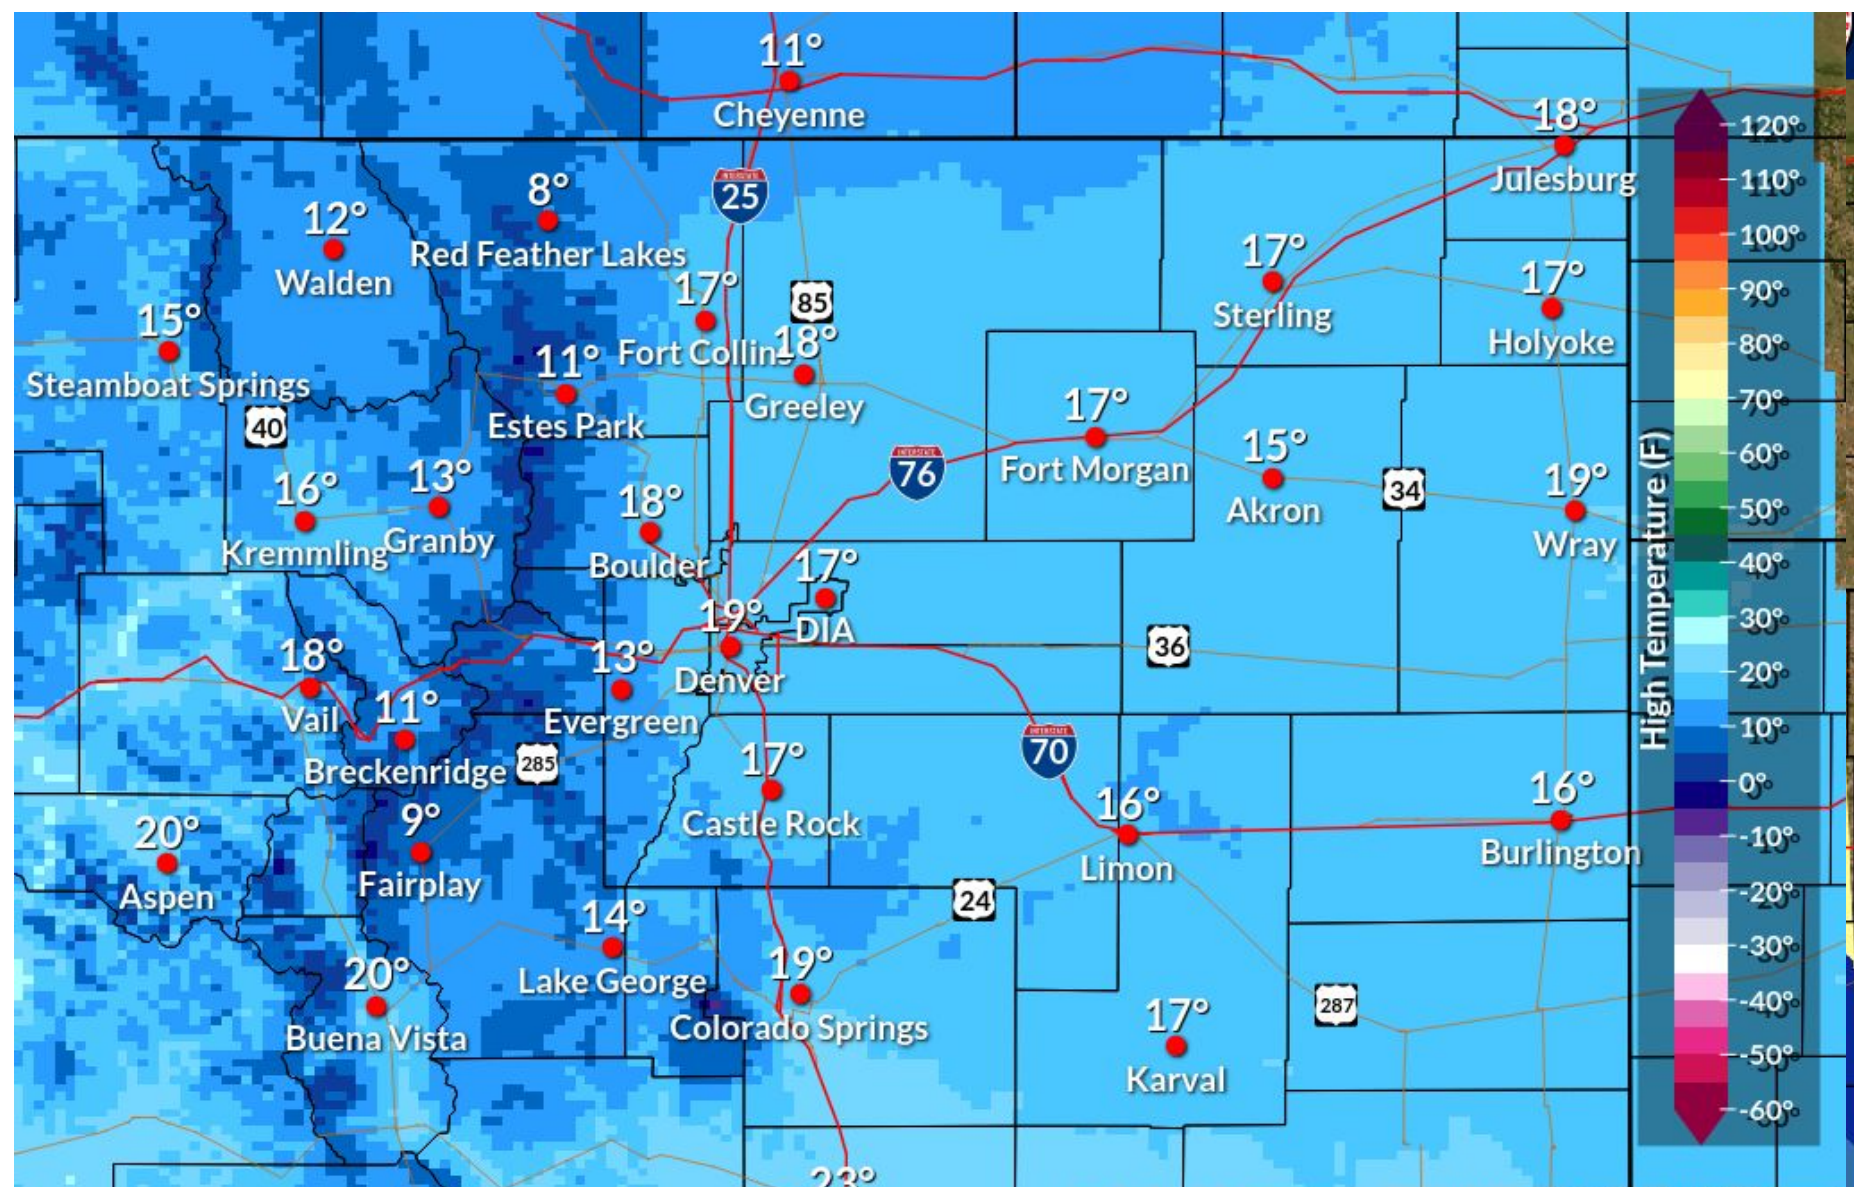 11°
Cheyenne
18°
Julesburg
INTERSTATE
25
8°
Red Feather Lakes
12°
Walden
17°
Fort Collins
85
18°
Greeley
17°
Sterling
17°
Holyoke
15°
Steamboat Springs
11°
Estes Park
40
17°
Fort Morgan
INTERSTATE
76
15°
Akron
34
19°
Wray
16°
Kremmling
13°
Granby
18°
Boulder
17°
DIA
19°
Denver
36
13°
Evergreen
18°
Vail
11°
Breckenridge
285
17°
Castle Rock
INTERSTATE
70
16°
Limon
16°
Burlington
9°
Fairplay
20°
Aspen
24
14°
Lake George
19°
Colorado Springs
20°
Buena Vista
287
17°
Karval
23°
High Temperature (F)
120°
110°
100°
90°
80°
70°
60°
50°
40°
30°
20°
10°
0°
-10°
-20°
-30°
-40°
-50°
-60°